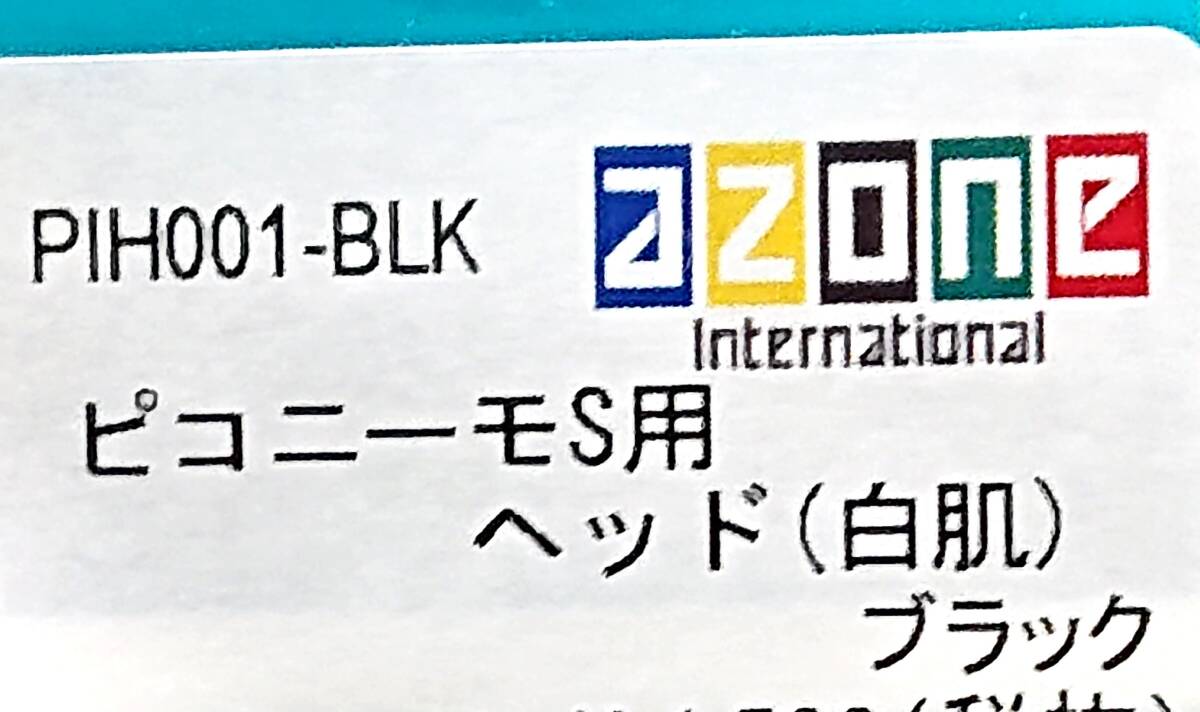 PIH001-BLK
azone
International
ピコニーモS用
ヘッド(白肌)
ブラック